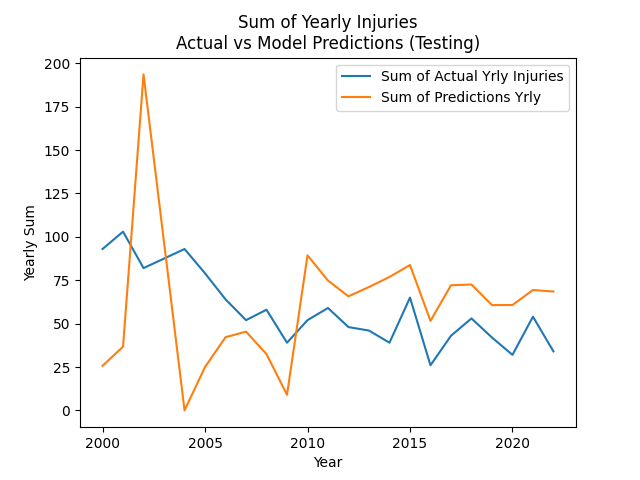 Sum of Yearly Injuries
Actual vs Model Predictions (Testing)
Sum of Actual Yrly Injuries
Sum of Predictions Yrly
Yearly Sum
200
175
150
125
100
75
50
25
0
2000 2005 2010 2015 2020
Year